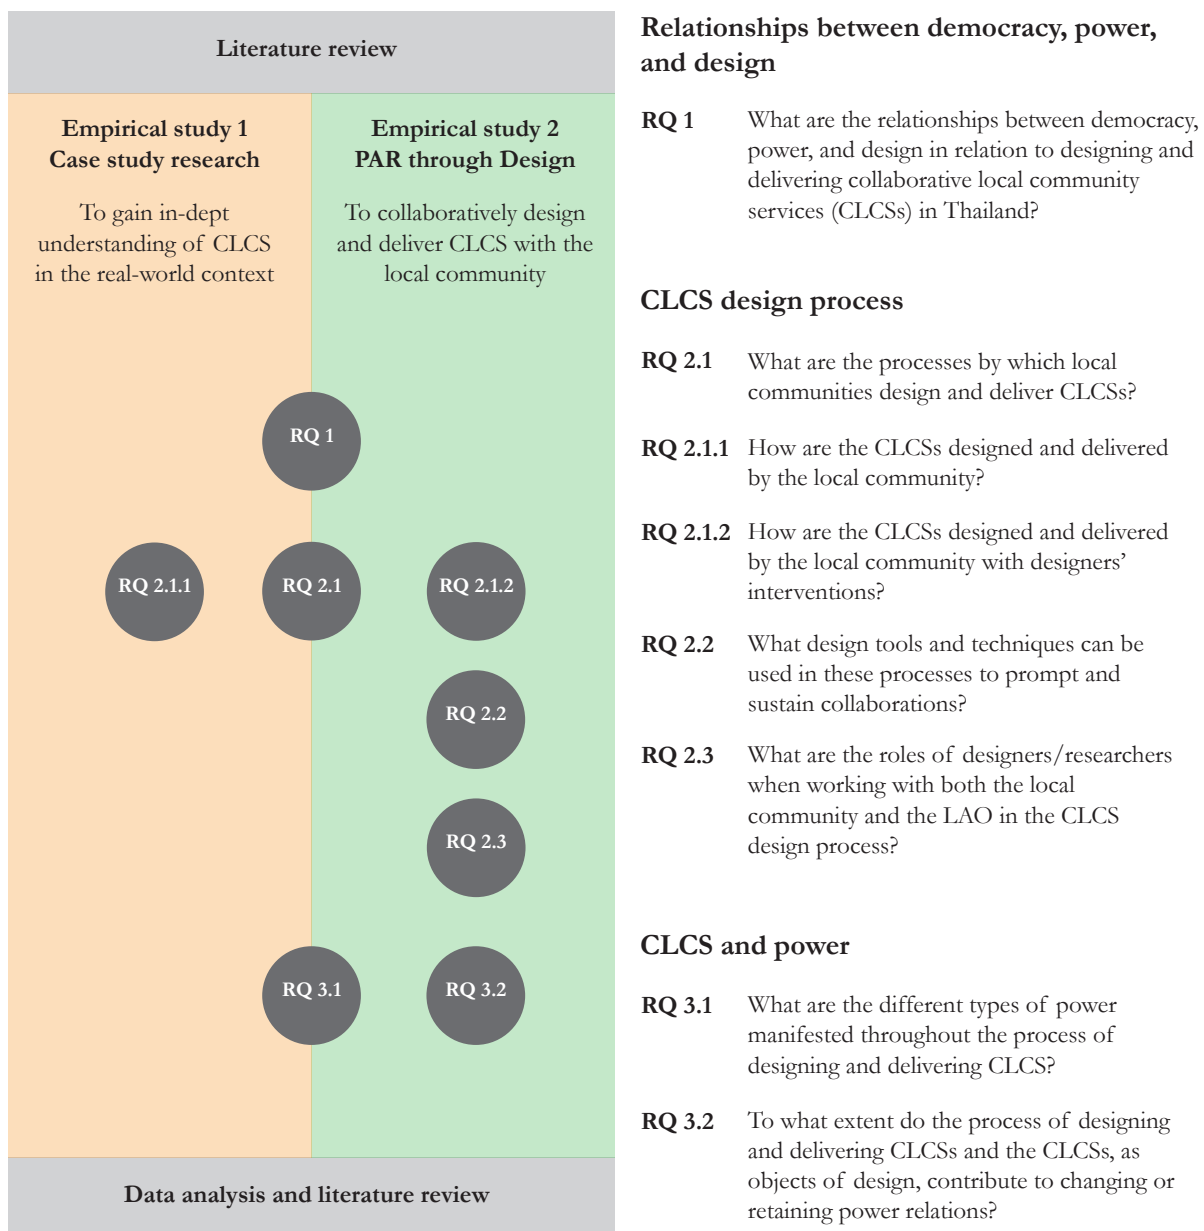 Literature review
Empirical study 1
Case study research
To gain in-dept
understanding of CLCS
in the real-world context
Empirical study 2
PAR through Design
To collaboratively design
and deliver CLCS with the
local community
RQ 1
RQ 2.1.1
RQ 2.1
RQ 2.1.2
RQ 2.2
RQ 2.3
RQ 3.1
RQ 3.2
Data analysis and literature review
Relationships between democracy, power,
and design
RQ 1 What are the relationships between democracy,
power, and design in relation to designing and
delivering collaborative local community
services (CLCSs) in Thailand?
CLCS design process
RQ 2.1 What are the processes by which local
communities design and deliver CLCSs?
RQ 2.1.1 How are the CLCSs designed and delivered
by the local community?
RQ 2.1.2 How are the CLCSs designed and delivered
by the local community with designers’
interventions?
RQ 2.2 What design tools and techniques can be
used in these processes to prompt and
sustain collaborations?
RQ 2.3 What are the roles of designers/researchers
when working with both the local
community and the LAO in the CLCS
design process?
CLCS and power
RQ 3.1 What are the different types of power
manifested throughout the process of
designing and delivering CLCS?
RQ 3.2 To what extent do the process of designing
and delivering CLCSs and the CLCSs, as
objects of design, contribute to changing or
retaining power relations?